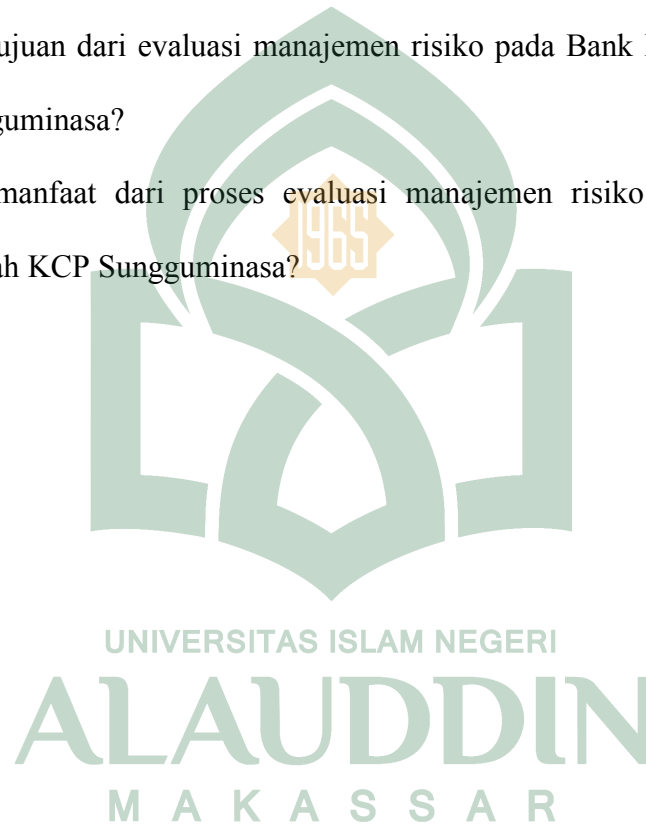 ujuan dari evaluasi manajemen risiko pada Bank
guminasa?
manfaat dari proses evaluasi manajemen risiko
ah KCP Sungguminasa?
1965
UNIVERSITAS ISLAM NEGERI
ALAUDDIN
MAKASSAR